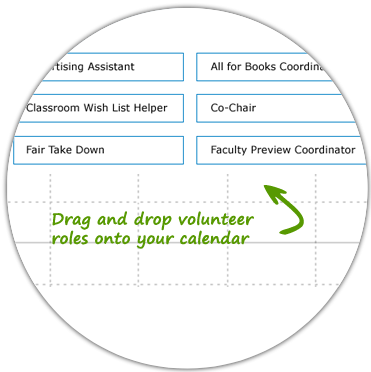 rtising Assistant
All for Books Coordina
Classroom Wish List Helper
Co-Chair
Fair Take Down
Faculty Preview Coordinator
Drag and drop volunteer
roles onto your calendar